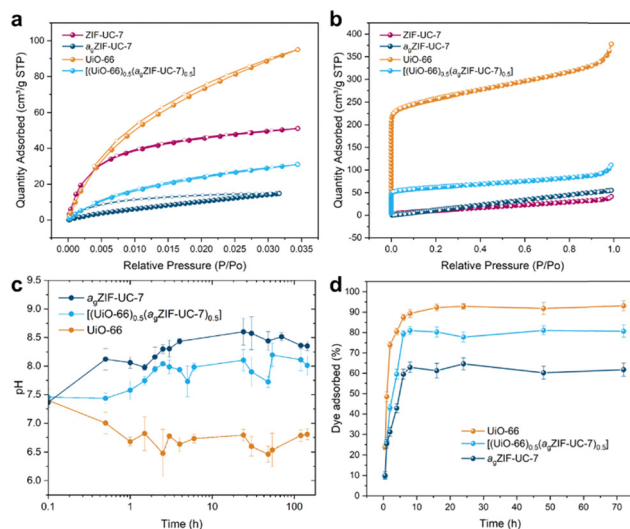 a
ZIF-UC-7
agZIF-UC-7
UiO-66
[(UiO-66)0.5(agZIF-UC-7)0.5]
Quantity Adsorbed (cm³/g STP)
100
80
60
40
20
0
0.000 0.005 0.010 0.015 0.020 0.025 0.030 0.035
Relative Pressure (P/Po)
b
ZIF-UC-7
agZIF-UC-7
UiO-66
[(UiO-66)0.5(agZIF-UC-7)0.5]
Quantity Adsorbed (cm³/g STP)
450
400
350
300
250
200
150
100
50
0
-50
0.0 0.2 0.4 0.6 0.8 1.0
Relative Pressure (P/Po)
c
agZIF-UC-7
[(UiO-66)0.5(agZIF-UC-7)0.5]
UiO-66
pH
9.5
9.0
8.5
8.0
7.5
7.0
6.5
6.0
0.1 1 10 100
Time (h)
d
Dye adsorbed (%)
100
90
80
70
60
50
40
30
20
10
0
UiO-66
[(UiO-66)0.5(agZIF-UC-7)0.5]
agZIF-UC-7
0 10 20 30 40 50 60 70
Time (h)